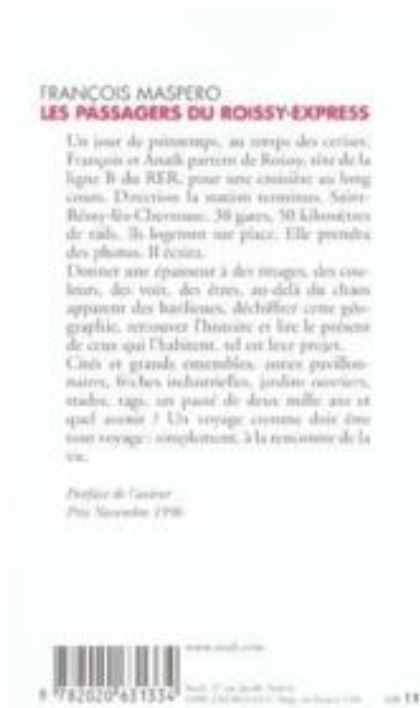 FRANÇOIS MASPERO
LES PASSAGERS DU ROISSY-EXPRESS
Un jour de printemps, au temps des cerises,
François et Anaïk partent de Roissy, tête de la
ligne B du RER, pour une croisière au long
cours. Direction la station terminus, Saint-
Rémy-lès-Chevreuse. 38 gares, 50 kilomètres
de rails. Ils logeront sur place. Elle prendra
des photos. Il écrira.
Donner une épaisseur à des images, des cou-
leurs, des voix, des êtres, au-delà du chaos
apparent des banlieues, déchiffrer cette géo-
graphie, retrouver l'histoire et lire le présent
de ceux qui l'habitent, tel est leur projet.
Cités et grands ensembles, zones pavillon-
naires, friches industrielles, jardins ouvriers,
stades, tags, un passé de deux mille ans et
quel avenir ? Un voyage comme doit être
tout voyage : simplement, à la rencontre de la
vie.
Préface de l'auteur
Prix Novembre 1990
www.seuil.com
9 782020 631334